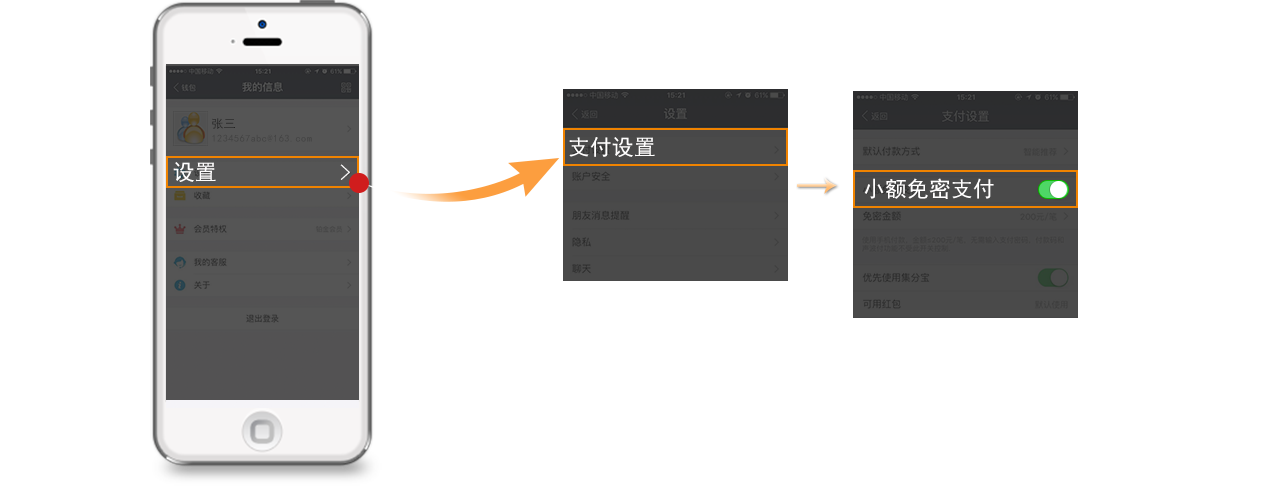 中国移动
15:21
61%
钱包
我的信息
张三
1234567abc@163.com
设置
收藏
会员特权
我的客服
关于
退出登录
中国移动
15:21
61%
返回
设置
支付设置
账户安全
朋友消息提醒
隐私
聊天
中国移动
15:21
61%
返回
支付设置
默认付款方式
智能推荐
小额免密支付
免密金额
200元/笔
优先使用集分宝
可用红包
默认使用